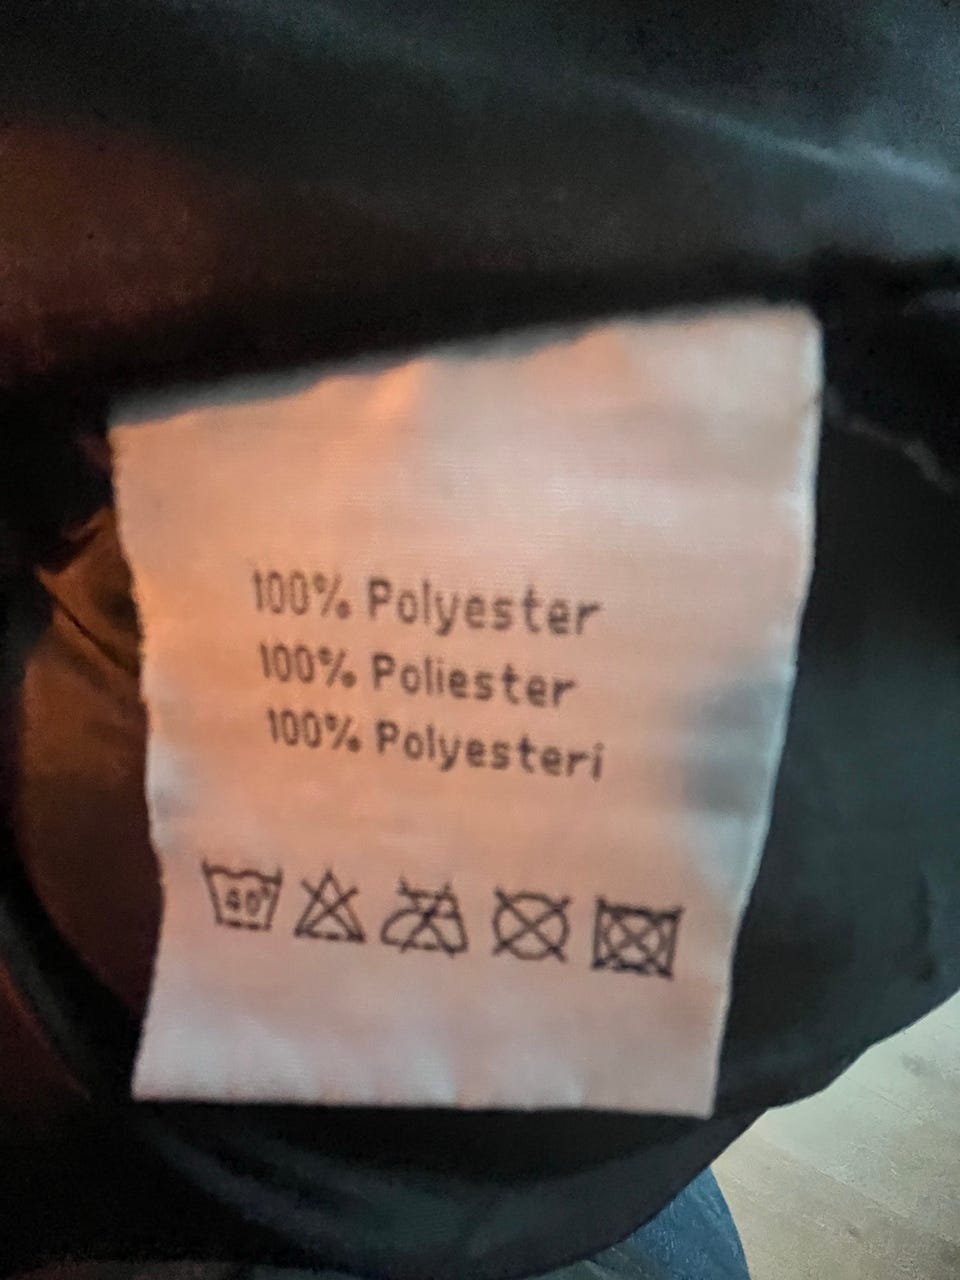 100% Polyester
100% Poliester
100% Polyesteri
40°